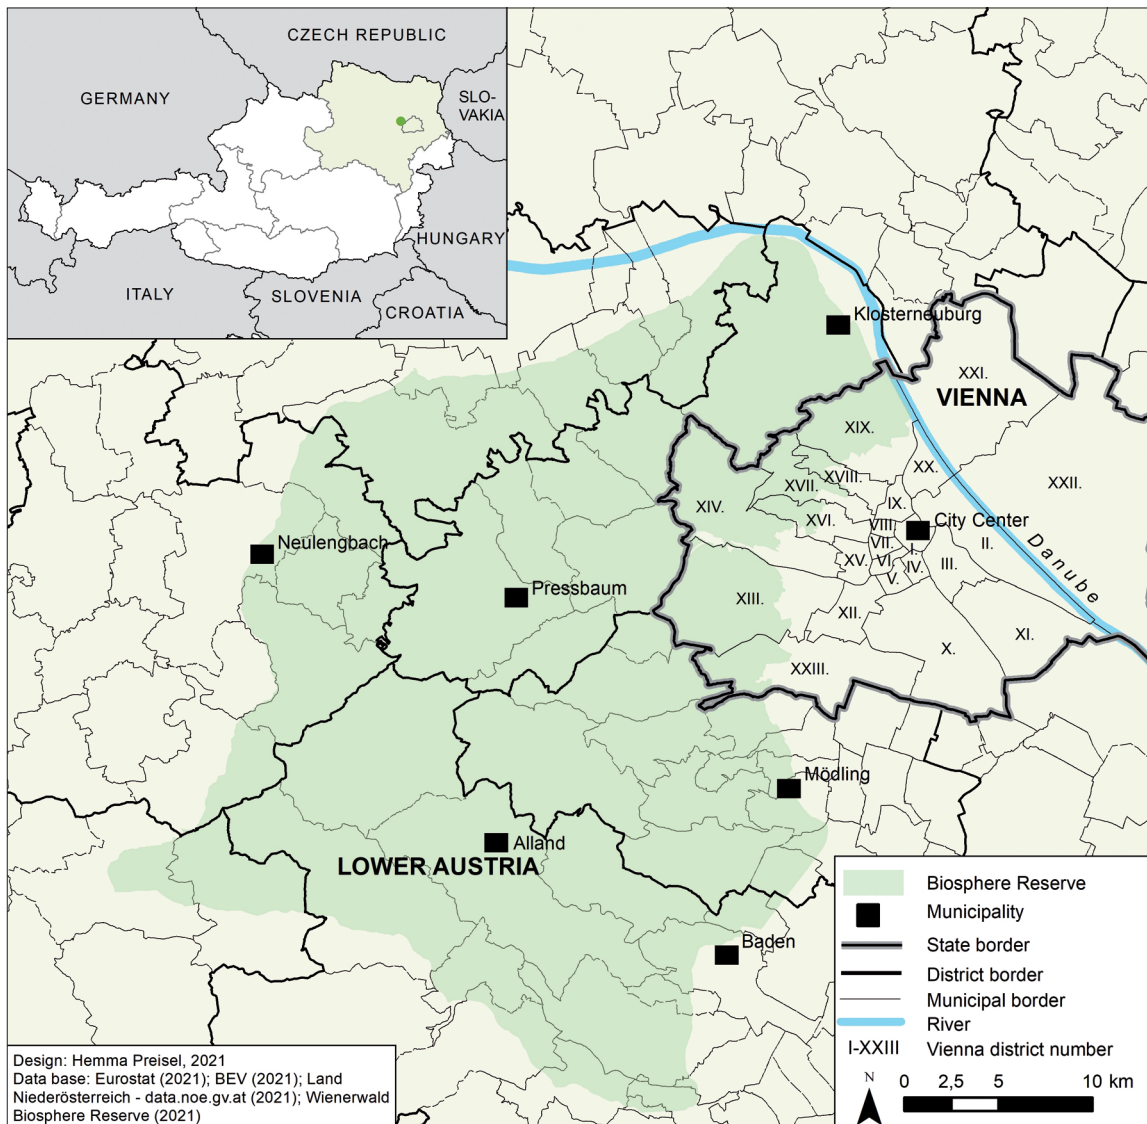 CZECH REPUBLIC
GERMANY
SLO-
VAKIA
HUNGARY
ITALY
SLOVENIA
CROATIA
Klosterneuburg
XXI.
VIENNA
XIX.
XX.
XVIII.
XVII.
XXII.
XIV.
IX.
XVI.
City Center
VIII.
II.
Neulengbach
VII.
I.
Danube
XV.
VI.
IV.
III.
V.
Pressbaum
XIII.
XII.
XI.
X.
XXIII.
Mödling
Alland
LOWER AUSTRIA
Baden
Biosphere Reserve
Municipality
State border
District border
Municipal border
River
I-XXIII Vienna district number
N
0 2,5 5 10 km
Design: Hemma Preisel, 2021
Data base: Eurostat (2021); BEV (2021); Land
Niederösterreich - data.noe.gv.at (2021); Wienerwald
Biosphere Reserve (2021)